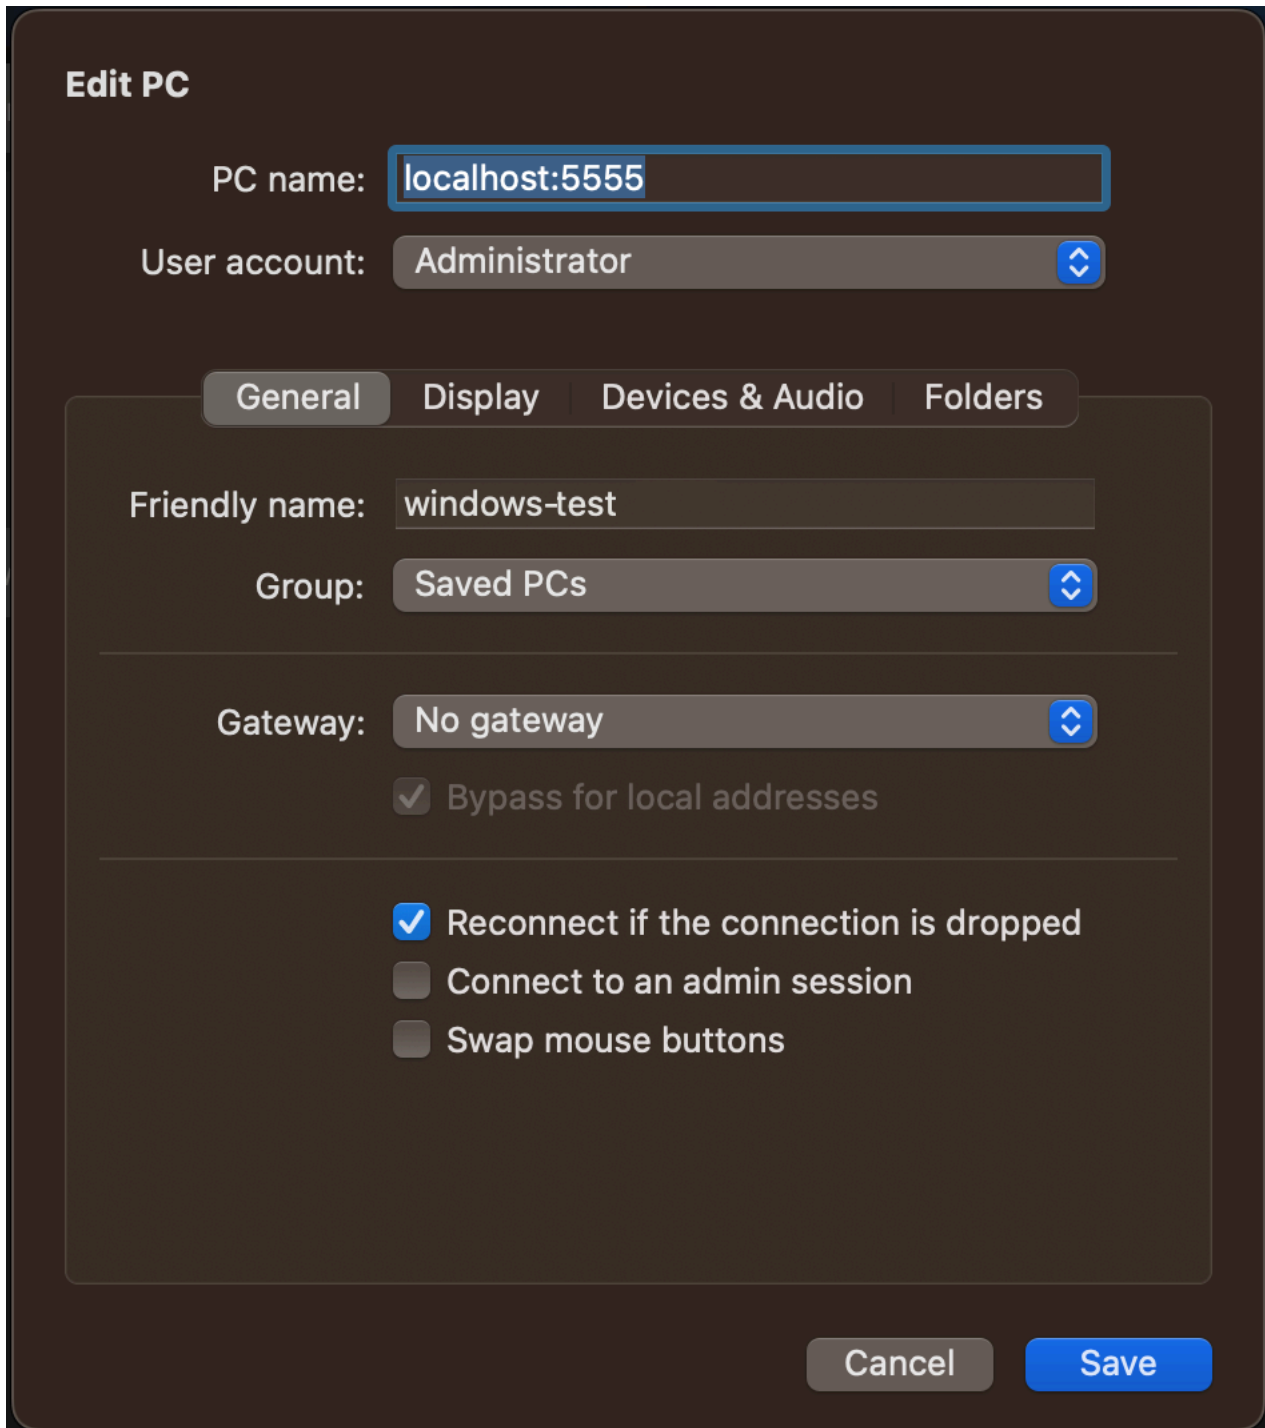 Edit PC
PC name: localhost:5555
User account: Administrator
General Display Devices & Audio Folders
Friendly name: windows-test
Group: Saved PCs
Gateway: No gateway
Bypass for local addresses
Reconnect if the connection is dropped
Connect to an admin session
Swap mouse buttons
Cancel Save